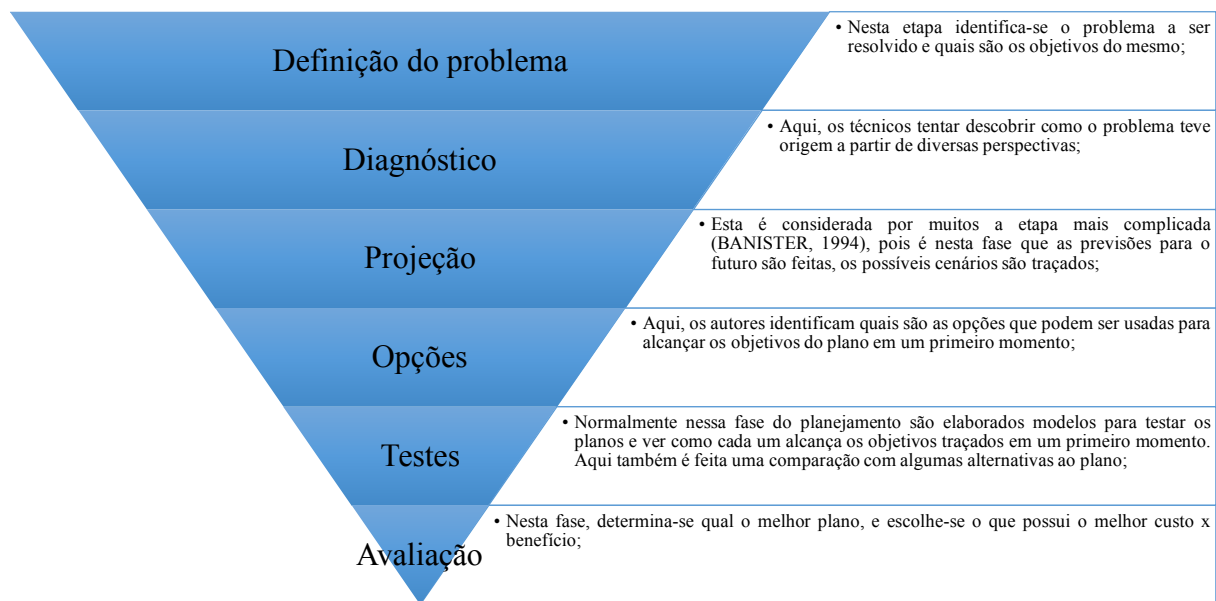 Definição do problema
• Nesta etapa identifica-se o problema a ser
resolvido e quais são os objetivos do mesmo;
Diagnóstico
• Aqui, os técnicos tentar descobrir como o problema teve
origem a partir de diversas perspectivas;
Projeção
• Esta é considerada por muitos a etapa mais complicada
(BANISTER, 1994), pois é nesta fase que as previsões para o
futuro são feitas, os possíveis cenários são traçados;
Opções
• Aqui, os autores identificam quais são as opções que podem ser usadas para
alcançar os objetivos do plano em um primeiro momento;
Testes
• Normalmente nessa fase do planejamento são elaborados modelos para testar os
planos e ver como cada um alcança os objetivos traçados em um primeiro momento.
Aqui também é feita uma comparação com algumas alternativas ao plano;
Avaliação
• Nesta fase, determina-se qual o melhor plano, e escolhe-se o que possui o melhor custo x
benefício;